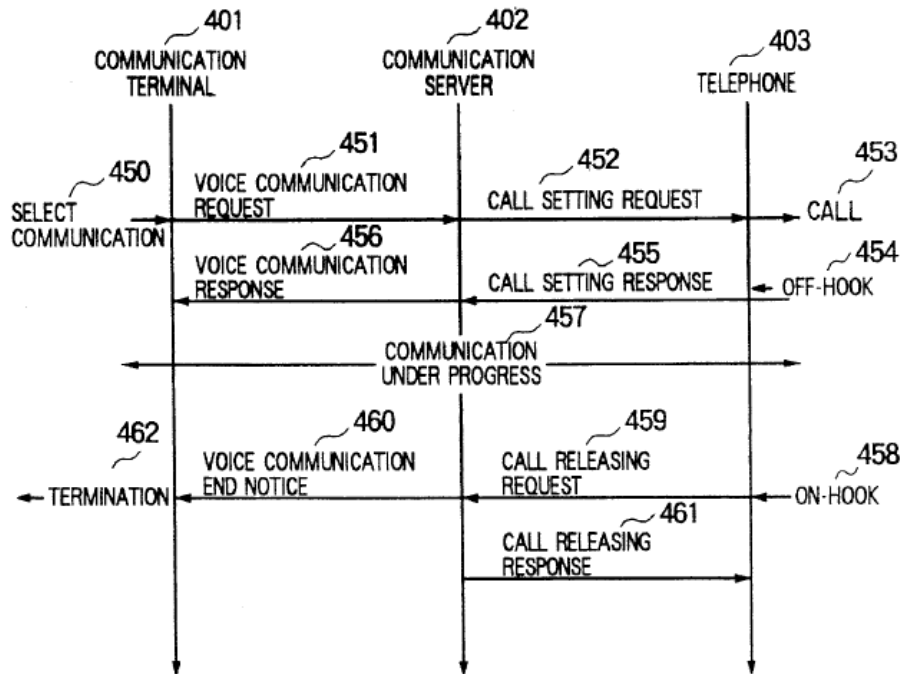 401
COMMUNICATION
TERMINAL
402
COMMUNICATION
SERVER
403
TELEPHONE
450
SELECT
COMMUNICATION
451
VOICE COMMUNICATION
REQUEST
452
CALL SETTING REQUEST
453
CALL
456
VOICE COMMUNICATION
RESPONSE
455
CALL SETTING RESPONSE
454
OFF-HOOK
457
COMMUNICATION
UNDER PROGRESS
462
TERMINATION
460
VOICE COMMUNICATION
END NOTICE
459
CALL RELEASING
REQUEST
458
ON-HOOK
461
CALL RELEASING
RESPONSE